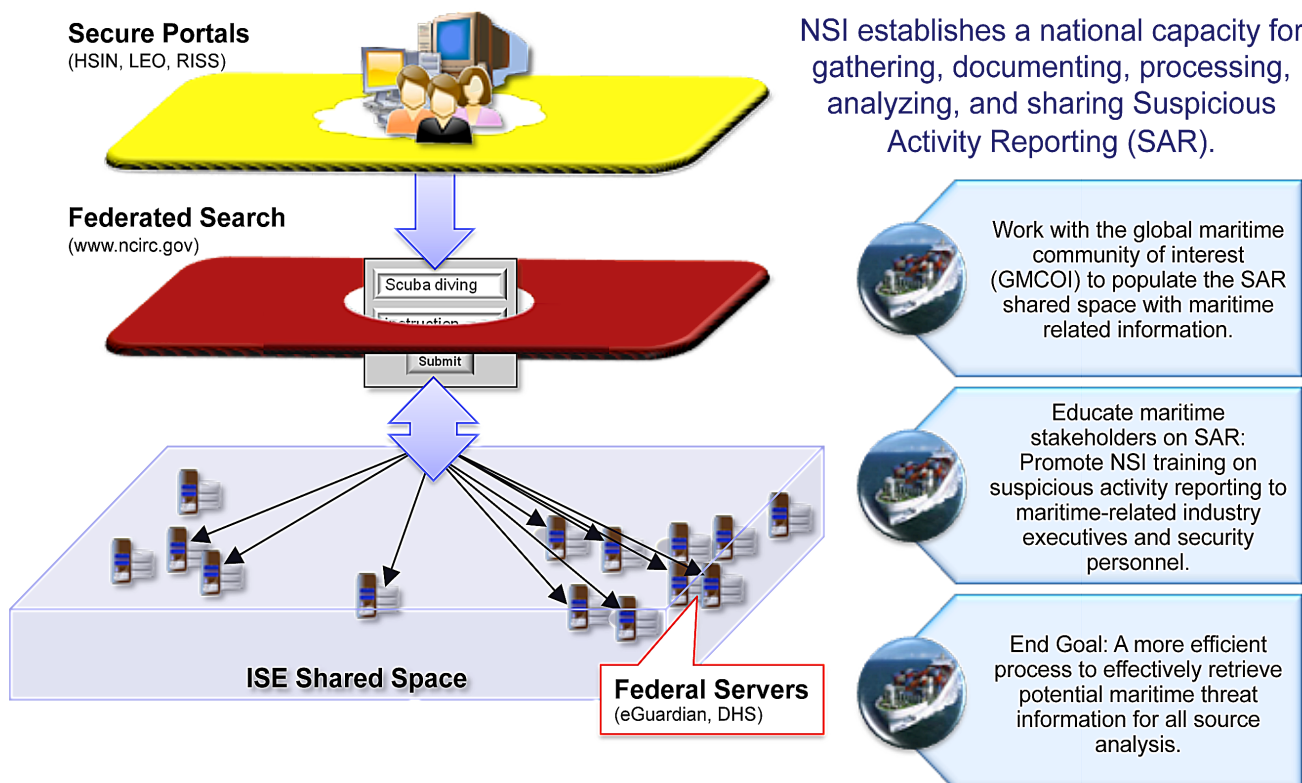 Secure Portals
(HSIN, LEO, RISS)
Federated Search
(www.ncirc.gov)
Scuba diving
instruction
Submit
ISE Shared Space
Federal Servers
(eGuardian, DHS)
NSI establishes a national capacity for
gathering, documenting, processing,
analyzing, and sharing Suspicious
Activity Reporting (SAR).
Work with the global maritime
community of interest
(GMCOI) to populate the SAR
shared space with maritime
related information.
Educate maritime
stakeholders on SAR:
Promote NSI training on
suspicious activity reporting to
maritime-related industry
executives and security
personnel.
End Goal: A more efficient
process to effectively retrieve
potential maritime threat
information for all source
analysis.